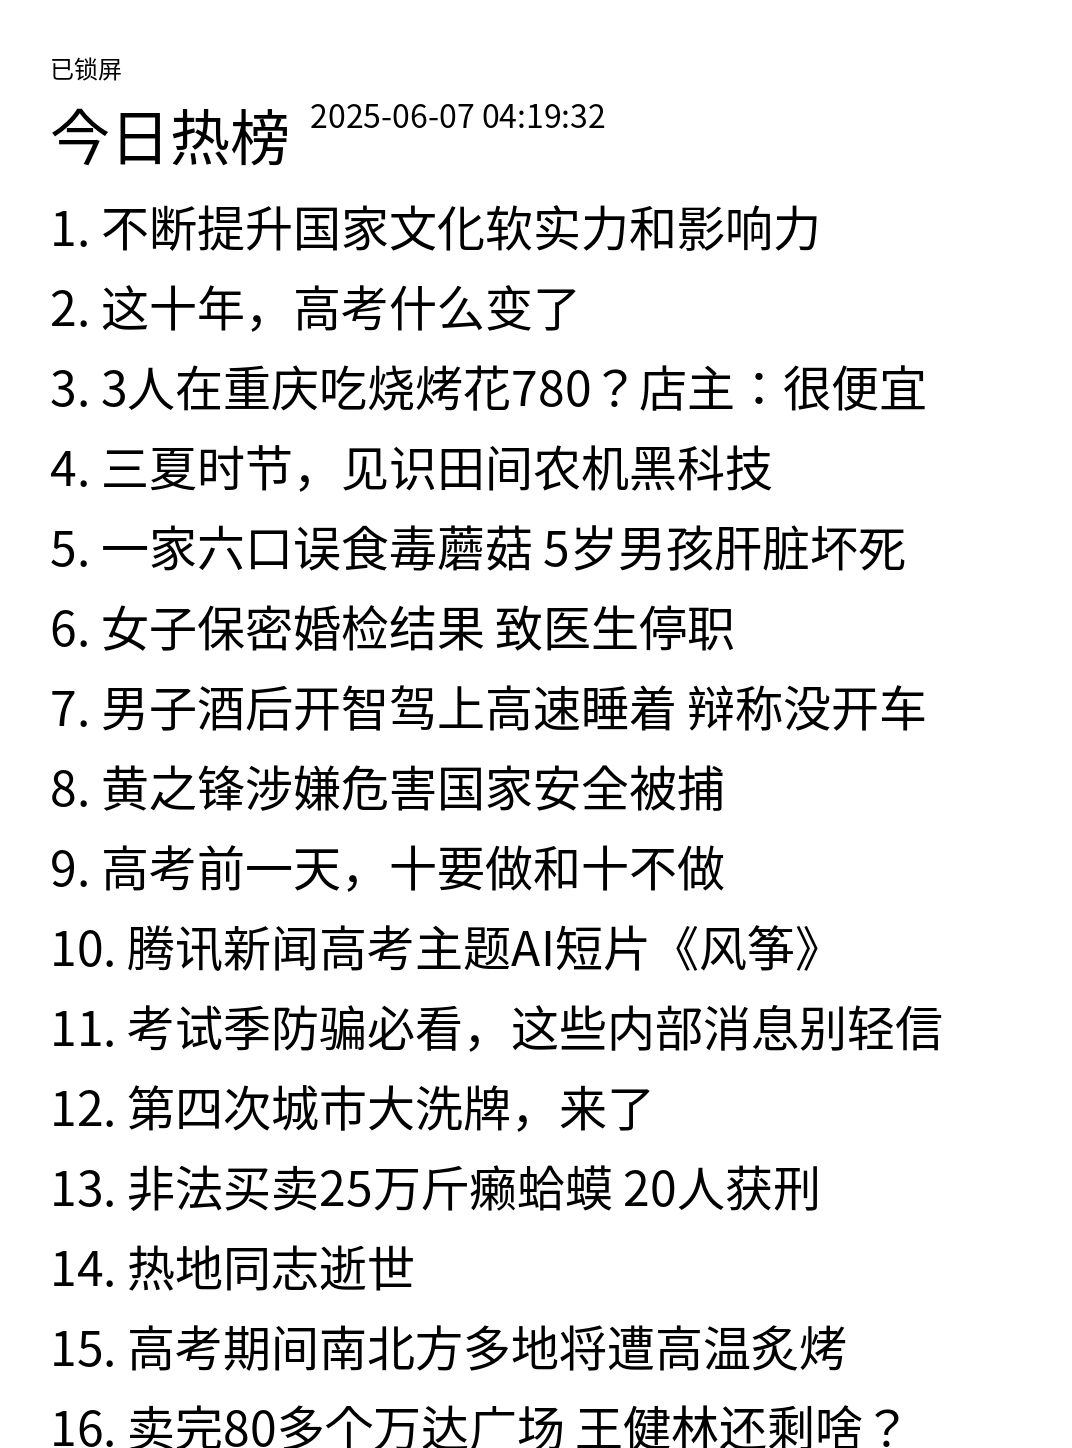 已锁屏
今日热榜 2025-06-07 04:19:32
1. 不断提升国家文化软实力和影响力
2. 这十年，高考什么变了
3. 3人在重庆吃烧烤花780？店主：很便宜
4. 三夏时节，见识田间农机黑科技
5. 一家六口误食毒蘑菇 5岁男孩肝脏坏死
6. 女子保密婚检结果 致医生停职
7. 男子酒后开智驾上高速睡着 辩称没开车
8. 黄之锋涉嫌危害国家安全被捕
9. 高考前一天，十要做和十不做
10. 腾讯新闻高考主题AI短片《风筝》
11. 考试季防骗必看，这些内部消息别轻信
12. 第四次城市大洗牌，来了
13. 非法买卖25万斤癞蛤蟆 20人获刑
14. 热地同志逝世
15. 高考期间南北方多地将遭高温炙烤
16. 卖完80多个万达广场 王健林还剩啥？